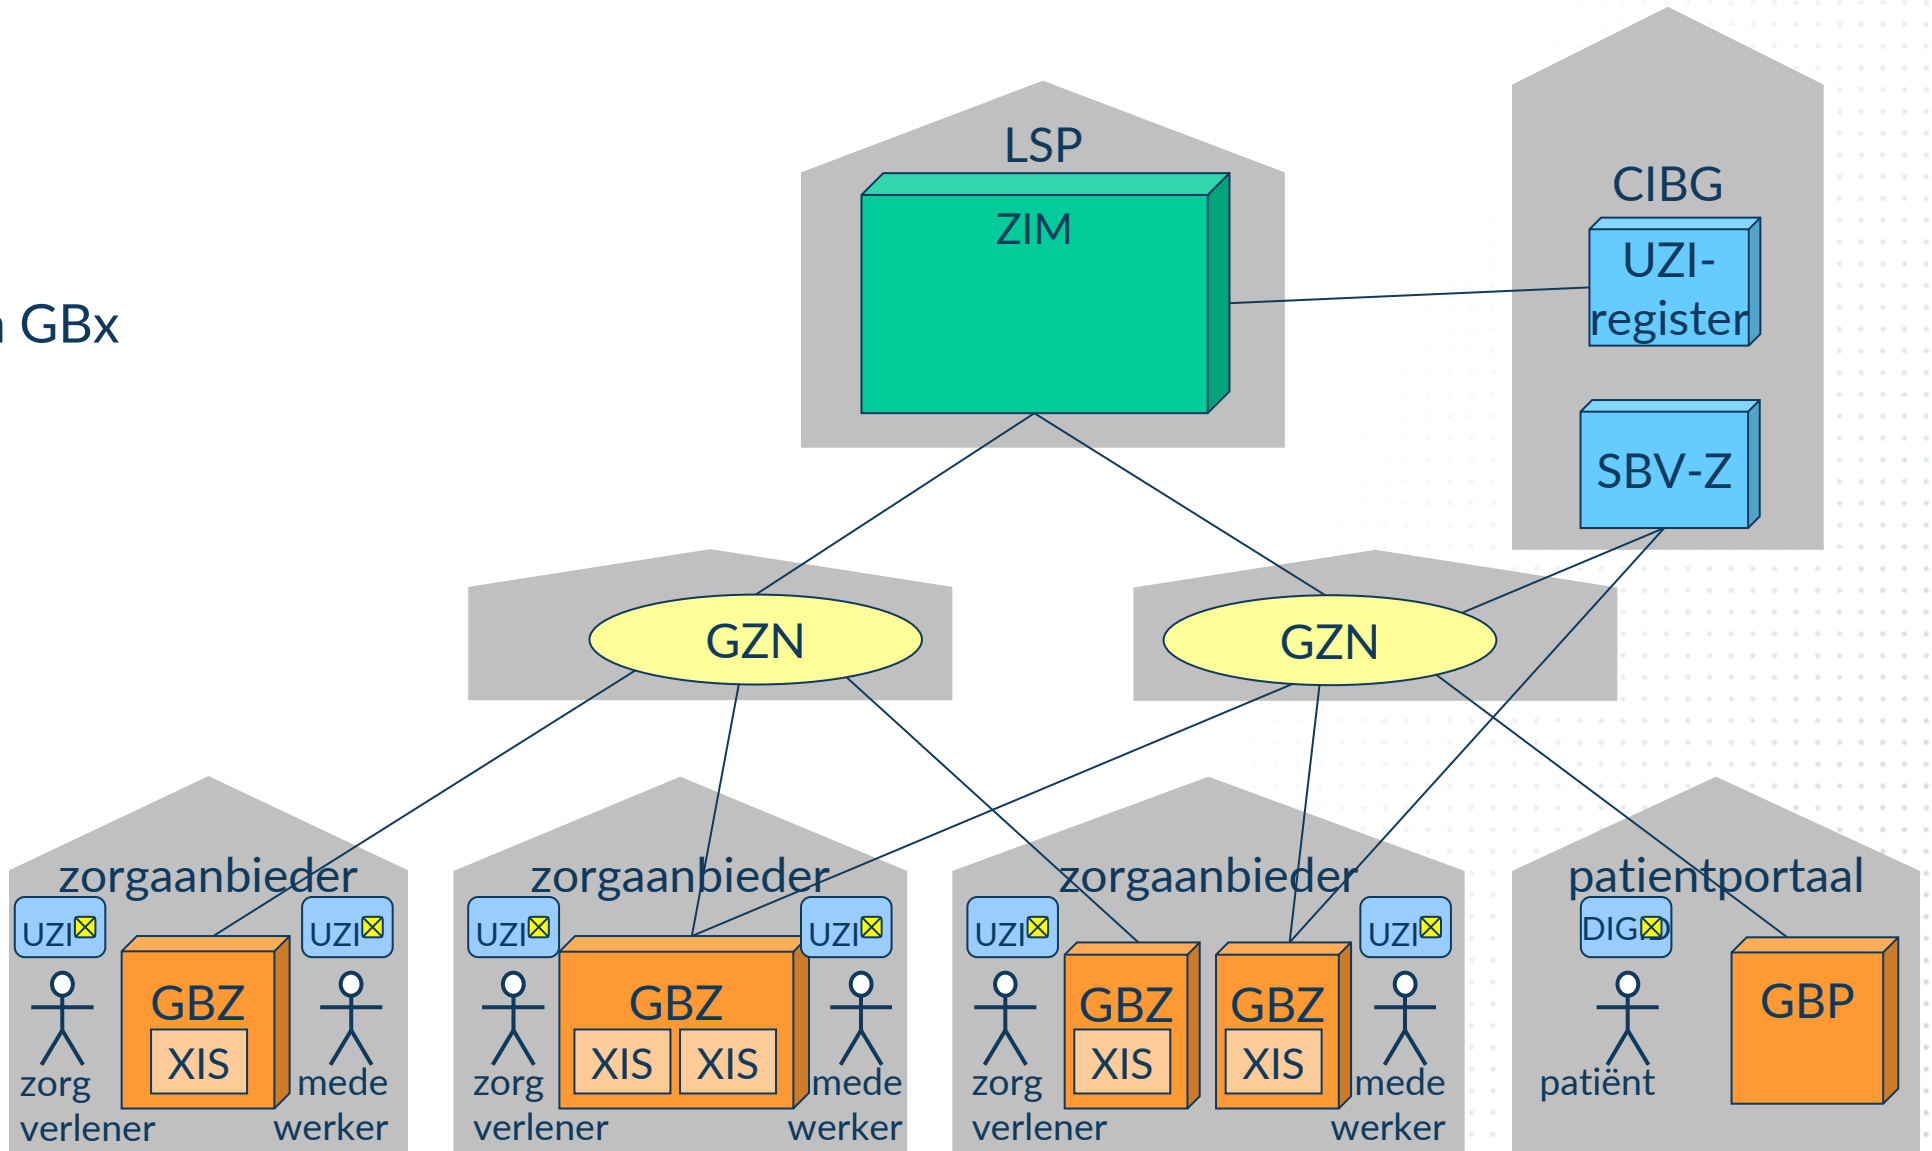 LSP
CIBG
ZIM
UZI-
register
GBx
SBV-Z
GZN
GZN
zorgaanbieder
zorgaanbieder
zorgaanbieder
patientportaal
UZI
UZI
UZI
UZI
UZI
UZI
DIGID
GBZ
GBZ
GBZ
GBZ
GBP
XIS
XIS
XIS
XIS
XIS
zorg
verlener
mede
werker
zorg
verlener
mede
werker
zorg
verlener
mede
werker
patiënt